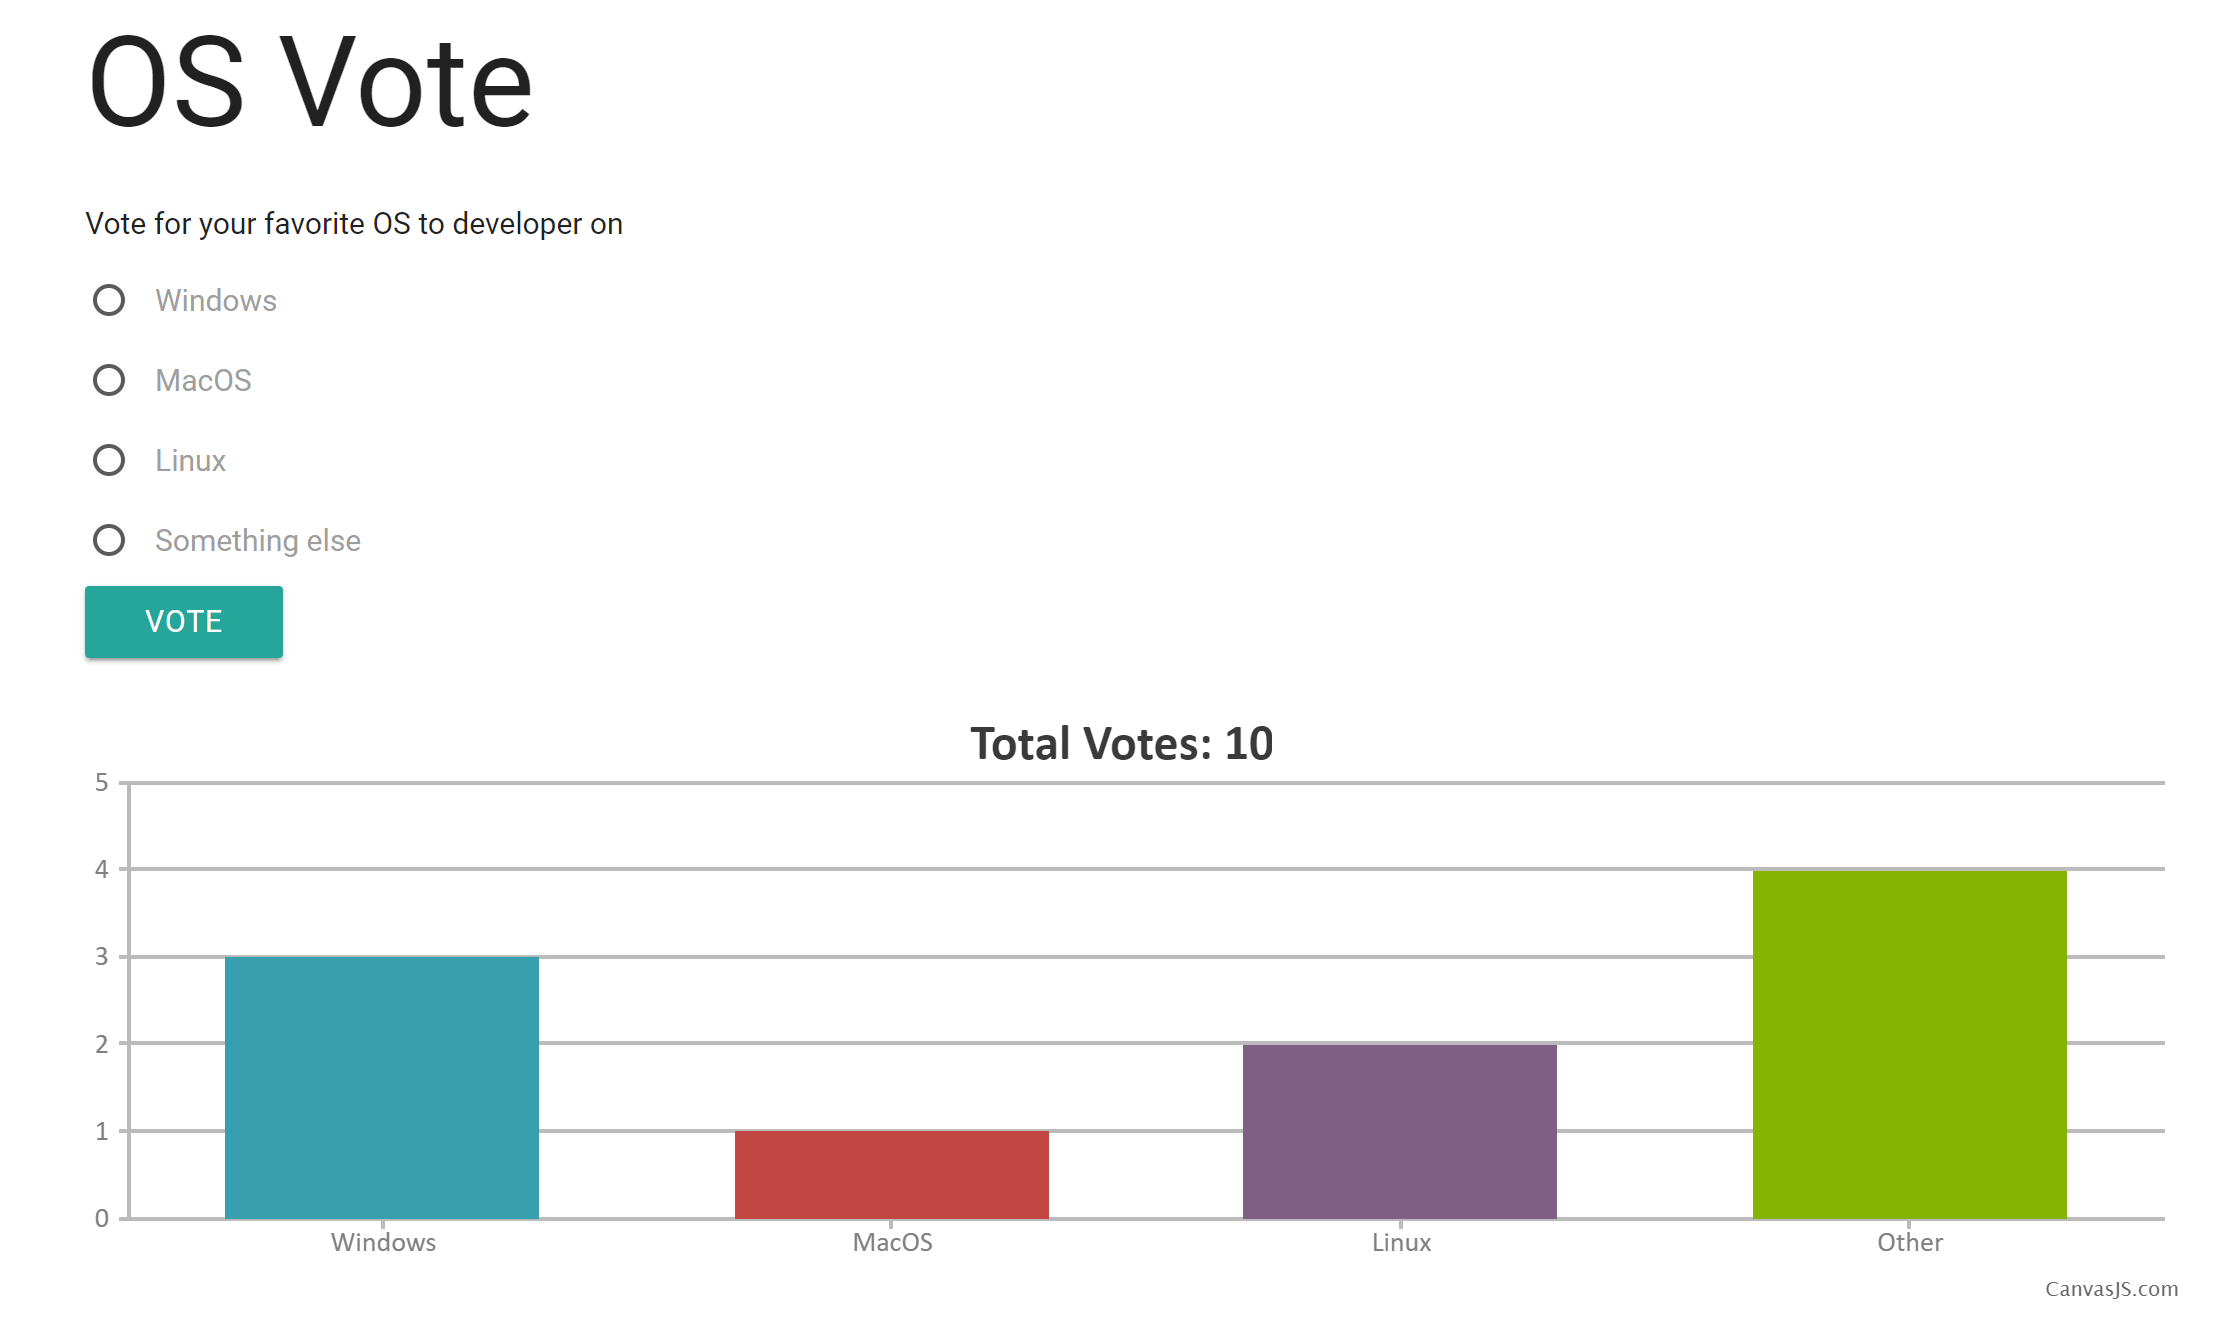 OS Vote
Vote for your favorite OS to developer on
Windows
MacOS
Linux
Something else
VOTE
Total Votes: 10
5
4
3
2
1
0
Windows MacOS Linux Other
CanvasJS.com